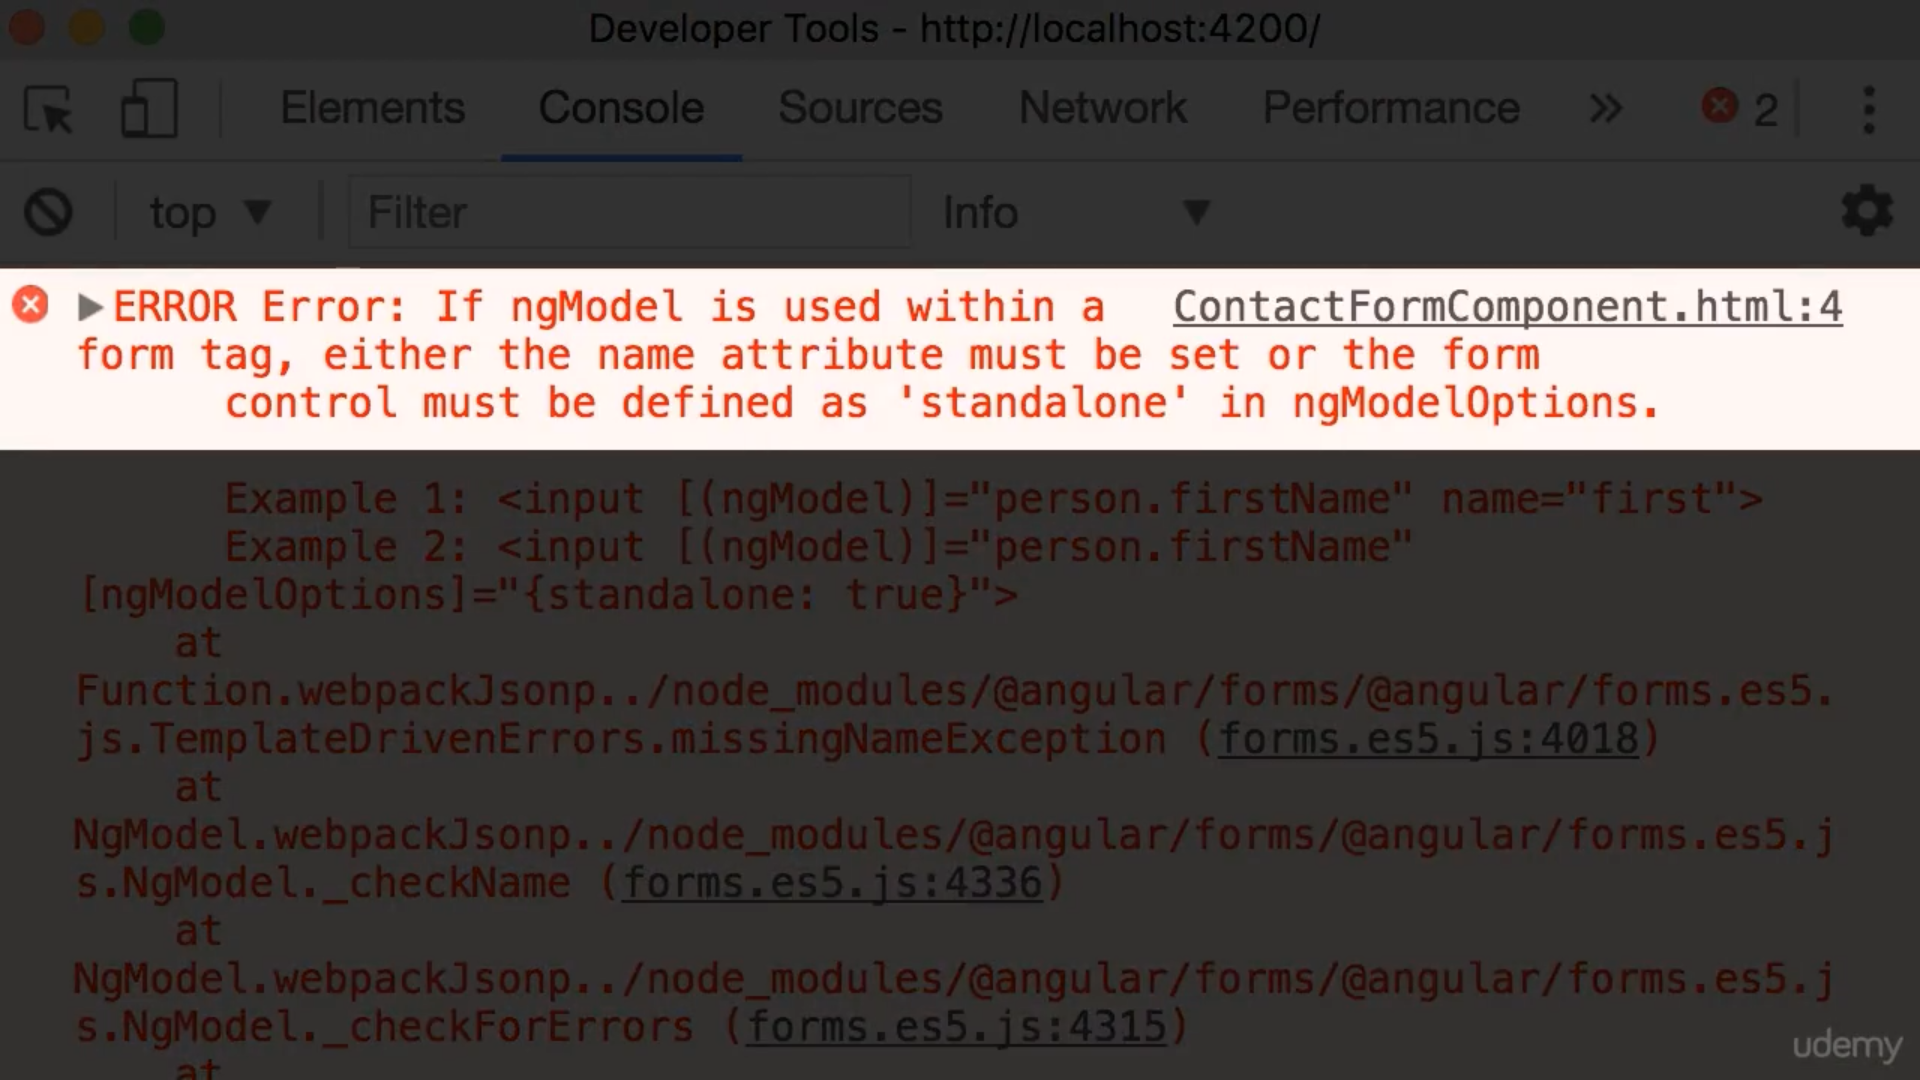 Developer Tools - http://localhost:4200/
Elements Console Sources Network Performance » 2
top ▼ Filter Info ▼
▶ERROR Error: If ngModel is used within a ContactFormComponent.html:4
form tag, either the name attribute must be set or the form
control must be defined as 'standalone' in ngModelOptions.
Example 1: <input [(ngModel)]="person.firstName" name="first">
Example 2: <input [(ngModel)]="person.firstName"
[ngModelOptions]="{standalone: true}">
at
Function.webpackJsonp../node_modules/@angular/forms/@angular/forms.es5.
js.TemplateDrivenErrors.missingNameException (forms.es5.js:4018)
at
NgModel.webpackJsonp../node_modules/@angular/forms/@angular/forms.es5.j
s.NgModel._checkName (forms.es5.js:4336)
at
NgModel.webpackJsonp../node_modules/@angular/forms/@angular/forms.es5.j
s.NgModel._checkForErrors (forms.es5.js:4315)
at
udemy